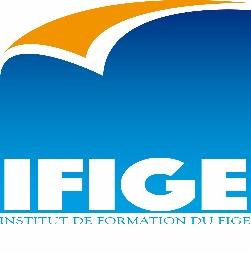 IFIGE
INSTITUT DE FORMATION DU FIGE